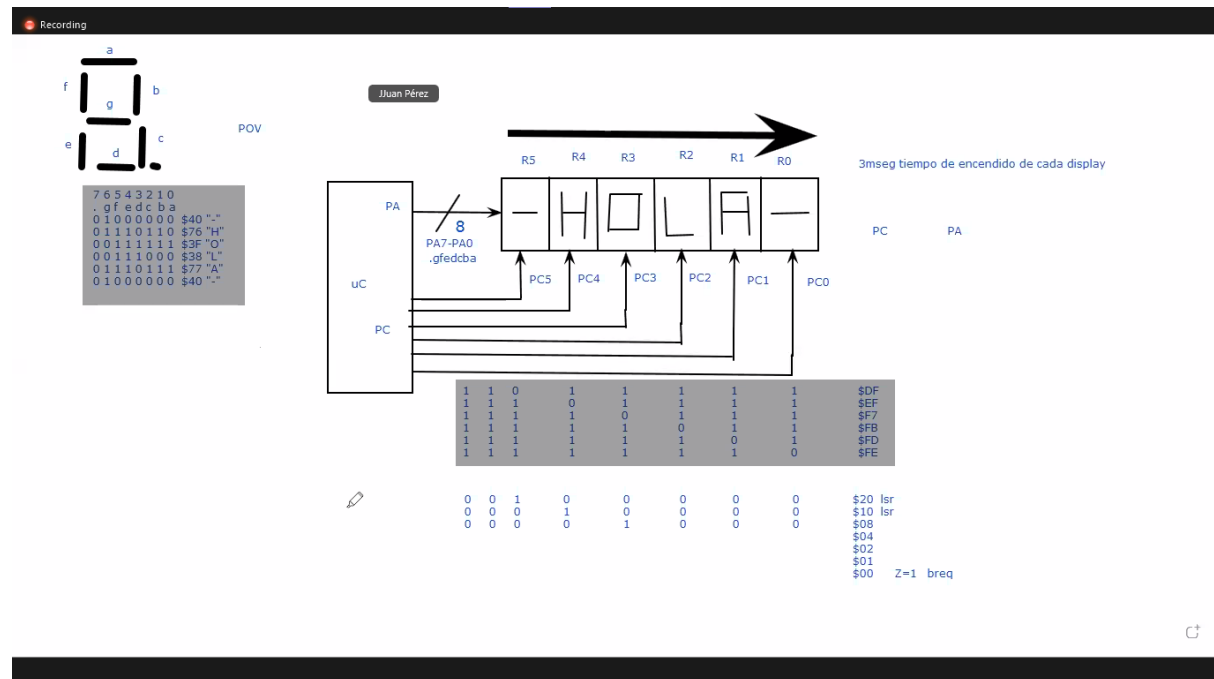 Recording
a
f
b
g
e
c
d
POV
JJuan Pérez
7 6 5 4 3 2 1 0
. g f e d c b a
0 1 0 0 0 0 0 0 $40 "-"
0 1 1 1 0 1 1 0 $76 "H"
0 0 1 1 1 1 1 1 $3F "O"
0 0 1 1 1 0 0 0 $38 "L"
0 1 1 1 0 1 1 1 $77 "A"
0 1 0 0 0 0 0 0 $40 "-"
R5 R4 R3 R2 R1 R0
3mseg tiempo de encendido de cada display
- H O L A -
PA
8
PA7-PA0
.gfedcba
PC PA
uC
PC5 PC4 PC3 PC2 PC1 PC0
PC
1 1 0 1 1 1 1 1 $DF
1 1 1 0 1 1 1 1 $EF
1 1 1 1 0 1 1 1 $F7
1 1 1 1 1 0 1 1 $FB
1 1 1 1 1 1 0 1 $FD
1 1 1 1 1 1 1 0 $FE
0 0 1 0 0 0 0 0 $20 lsr
0 0 0 1 0 0 0 0 $10 lsr
0 0 0 0 1 0 0 0 $08
$04
$02
$01
$00 Z=1 breq